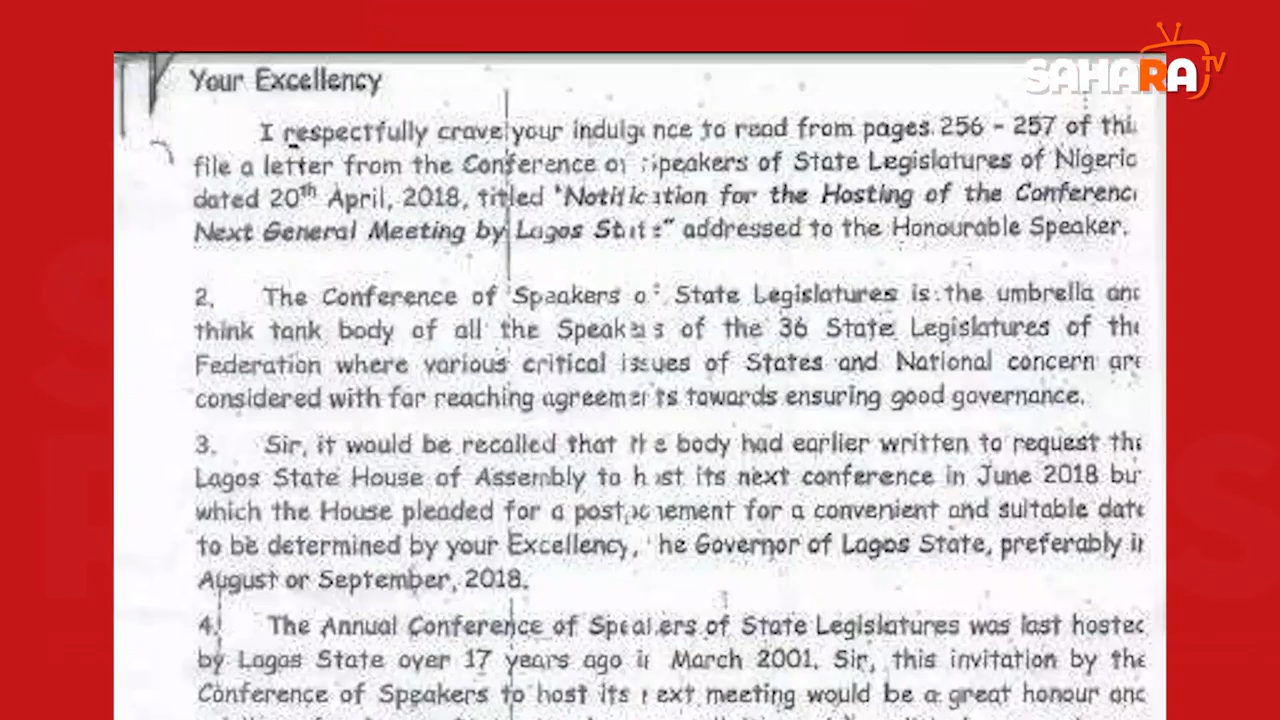 SAHARA TV
Your Excellency
I respectfully crave your indulgence to read from pages 256 - 257 of thi
file a letter from the Conference of Speakers of State Legislatures of Nigeria
dated 20th April, 2018, titled "Notification for the Hosting of the Conference
Next General Meeting by Lagos State" addressed to the Honourable Speaker.
2. The Conference of Speakers of State Legislatures is the umbrella and
think tank body of all the Speakers of the 36 State Legislatures of the
Federation where various critical issues of States and National concern are
considered with far reaching agreements towards ensuring good governance.
3. Sir, it would be recalled that the body had earlier written to request the
Lagos State House of Assembly to host its next conference in June 2018 but
which the House pleaded for a postponement for a convenient and suitable date
to be determined by your Excellency, the Governor of Lagos State, preferably in
August or September, 2018.
4. The Annual Conference of Speakers of State Legislatures was last hosted
by Lagos State over 17 years ago in March 2001. Sir, this invitation by the
Conference of Speakers to host its next meeting would be a great honour and